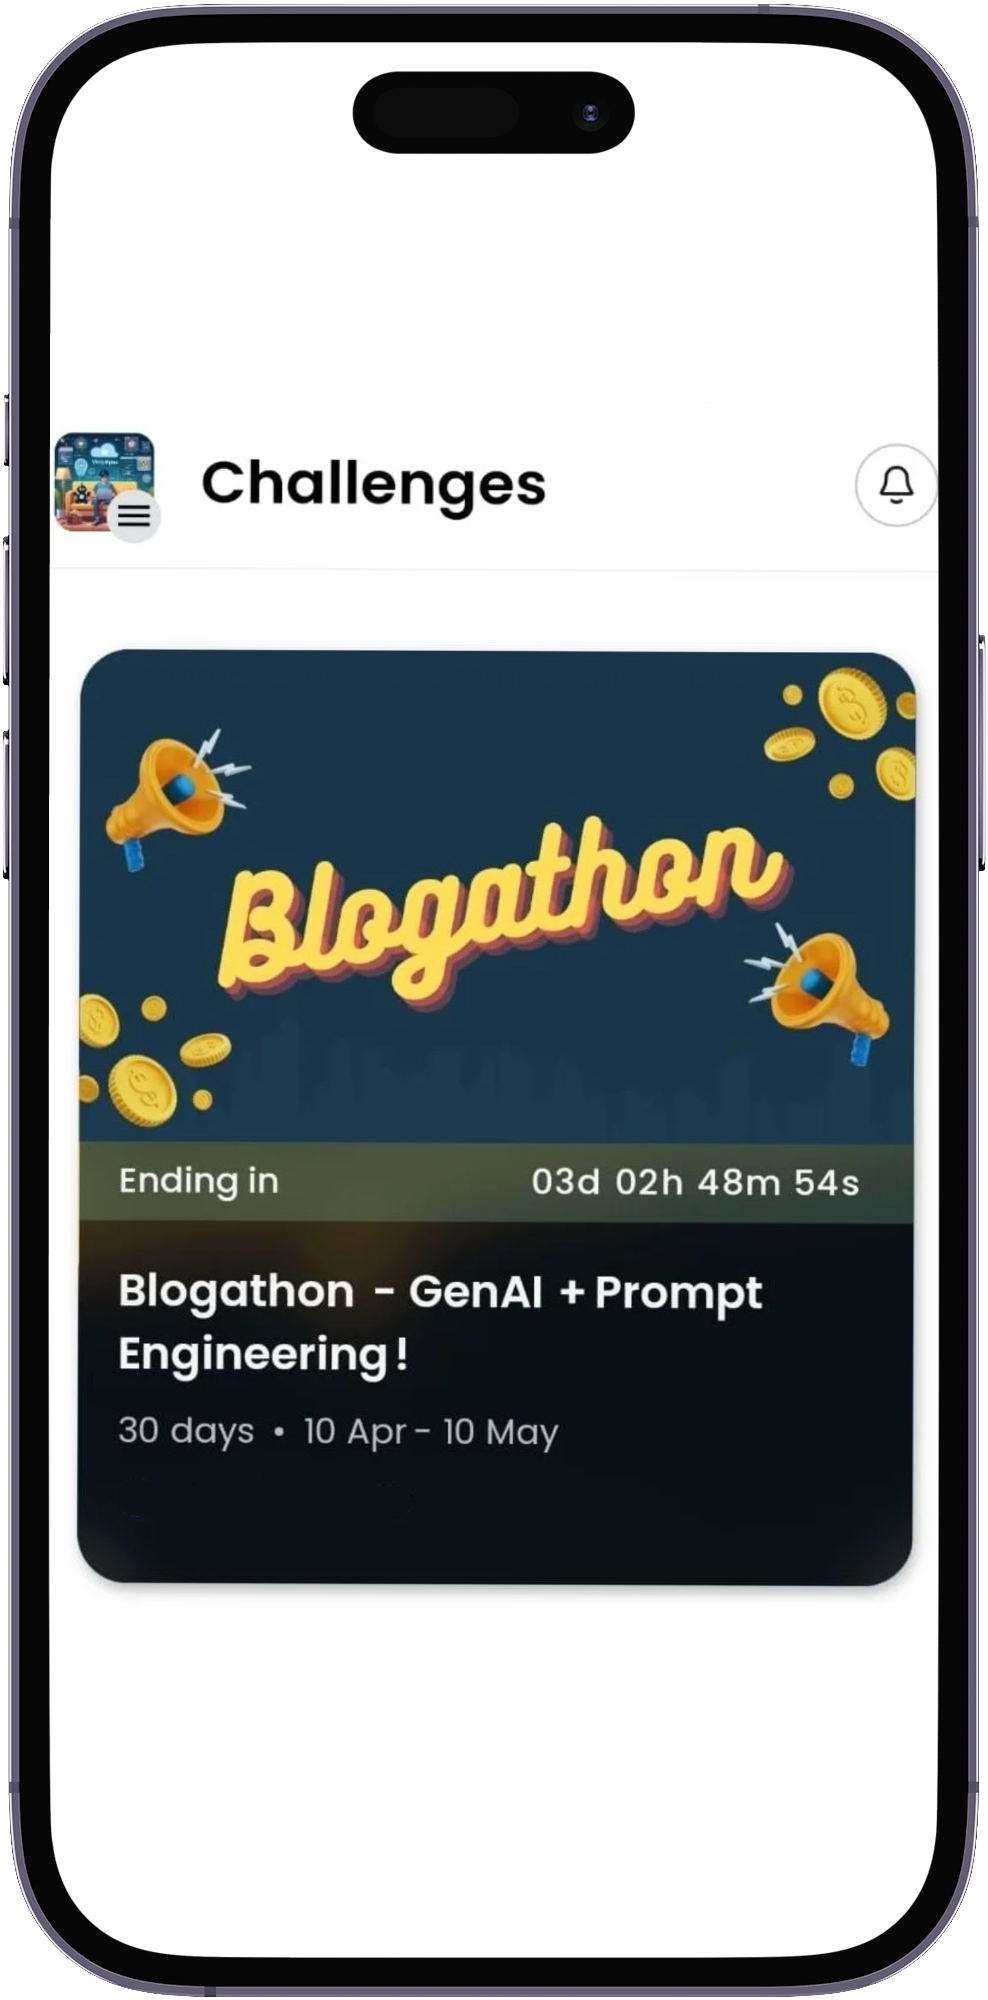 Challenges
Blogathon
Ending in 03d 02h 48m 54s
Blogathon - GenAI + Prompt
Engineering!
30 days • 10 Apr - 10 May